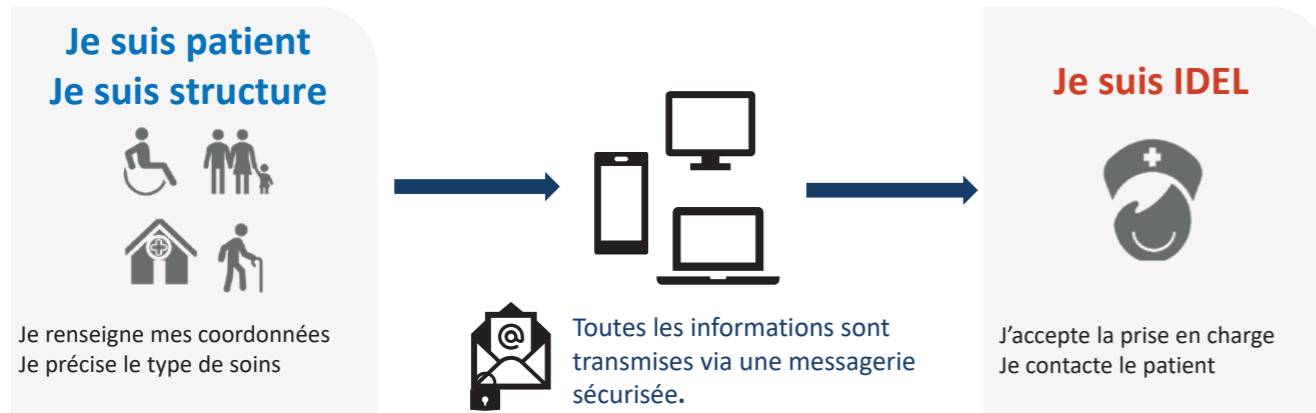 Je suis patient
Je suis structure
Je renseigne mes coordonnées
Je précise le type de soins
@
Toutes les informations sont
transmises via une messagerie
sécurisée.
Je suis IDEL
J’accepte la prise en charge
Je contacte le patient